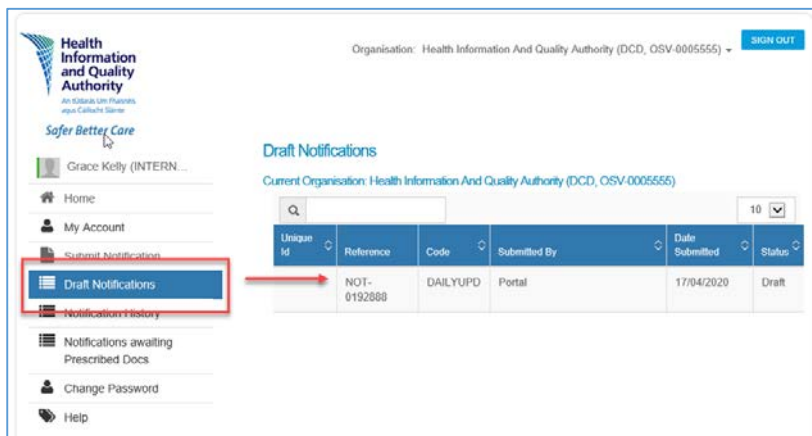 Health
Information
and Quality
Authority
An tÚdarás Um Fhaisnéis
agus Cáilíocht Sláinte
Safer Better Care
Organisation: Health Information And Quality Authority (DCD, OSV-0005555)
SIGN OUT
Grace Kelly (INTERN...
Home
My Account
Submit Notification
Draft Notifications
Notification History
Notifications awaiting
Prescribed Docs
Change Password
Help
Draft Notifications
Current Organisation: Health Information And Quality Authority (DCD, OSV-0005555)
10
Unique Id Reference Code Submitted By Date Submitted Status
NOT-0192888 DAILYUPD Portal 17/04/2020 Draft